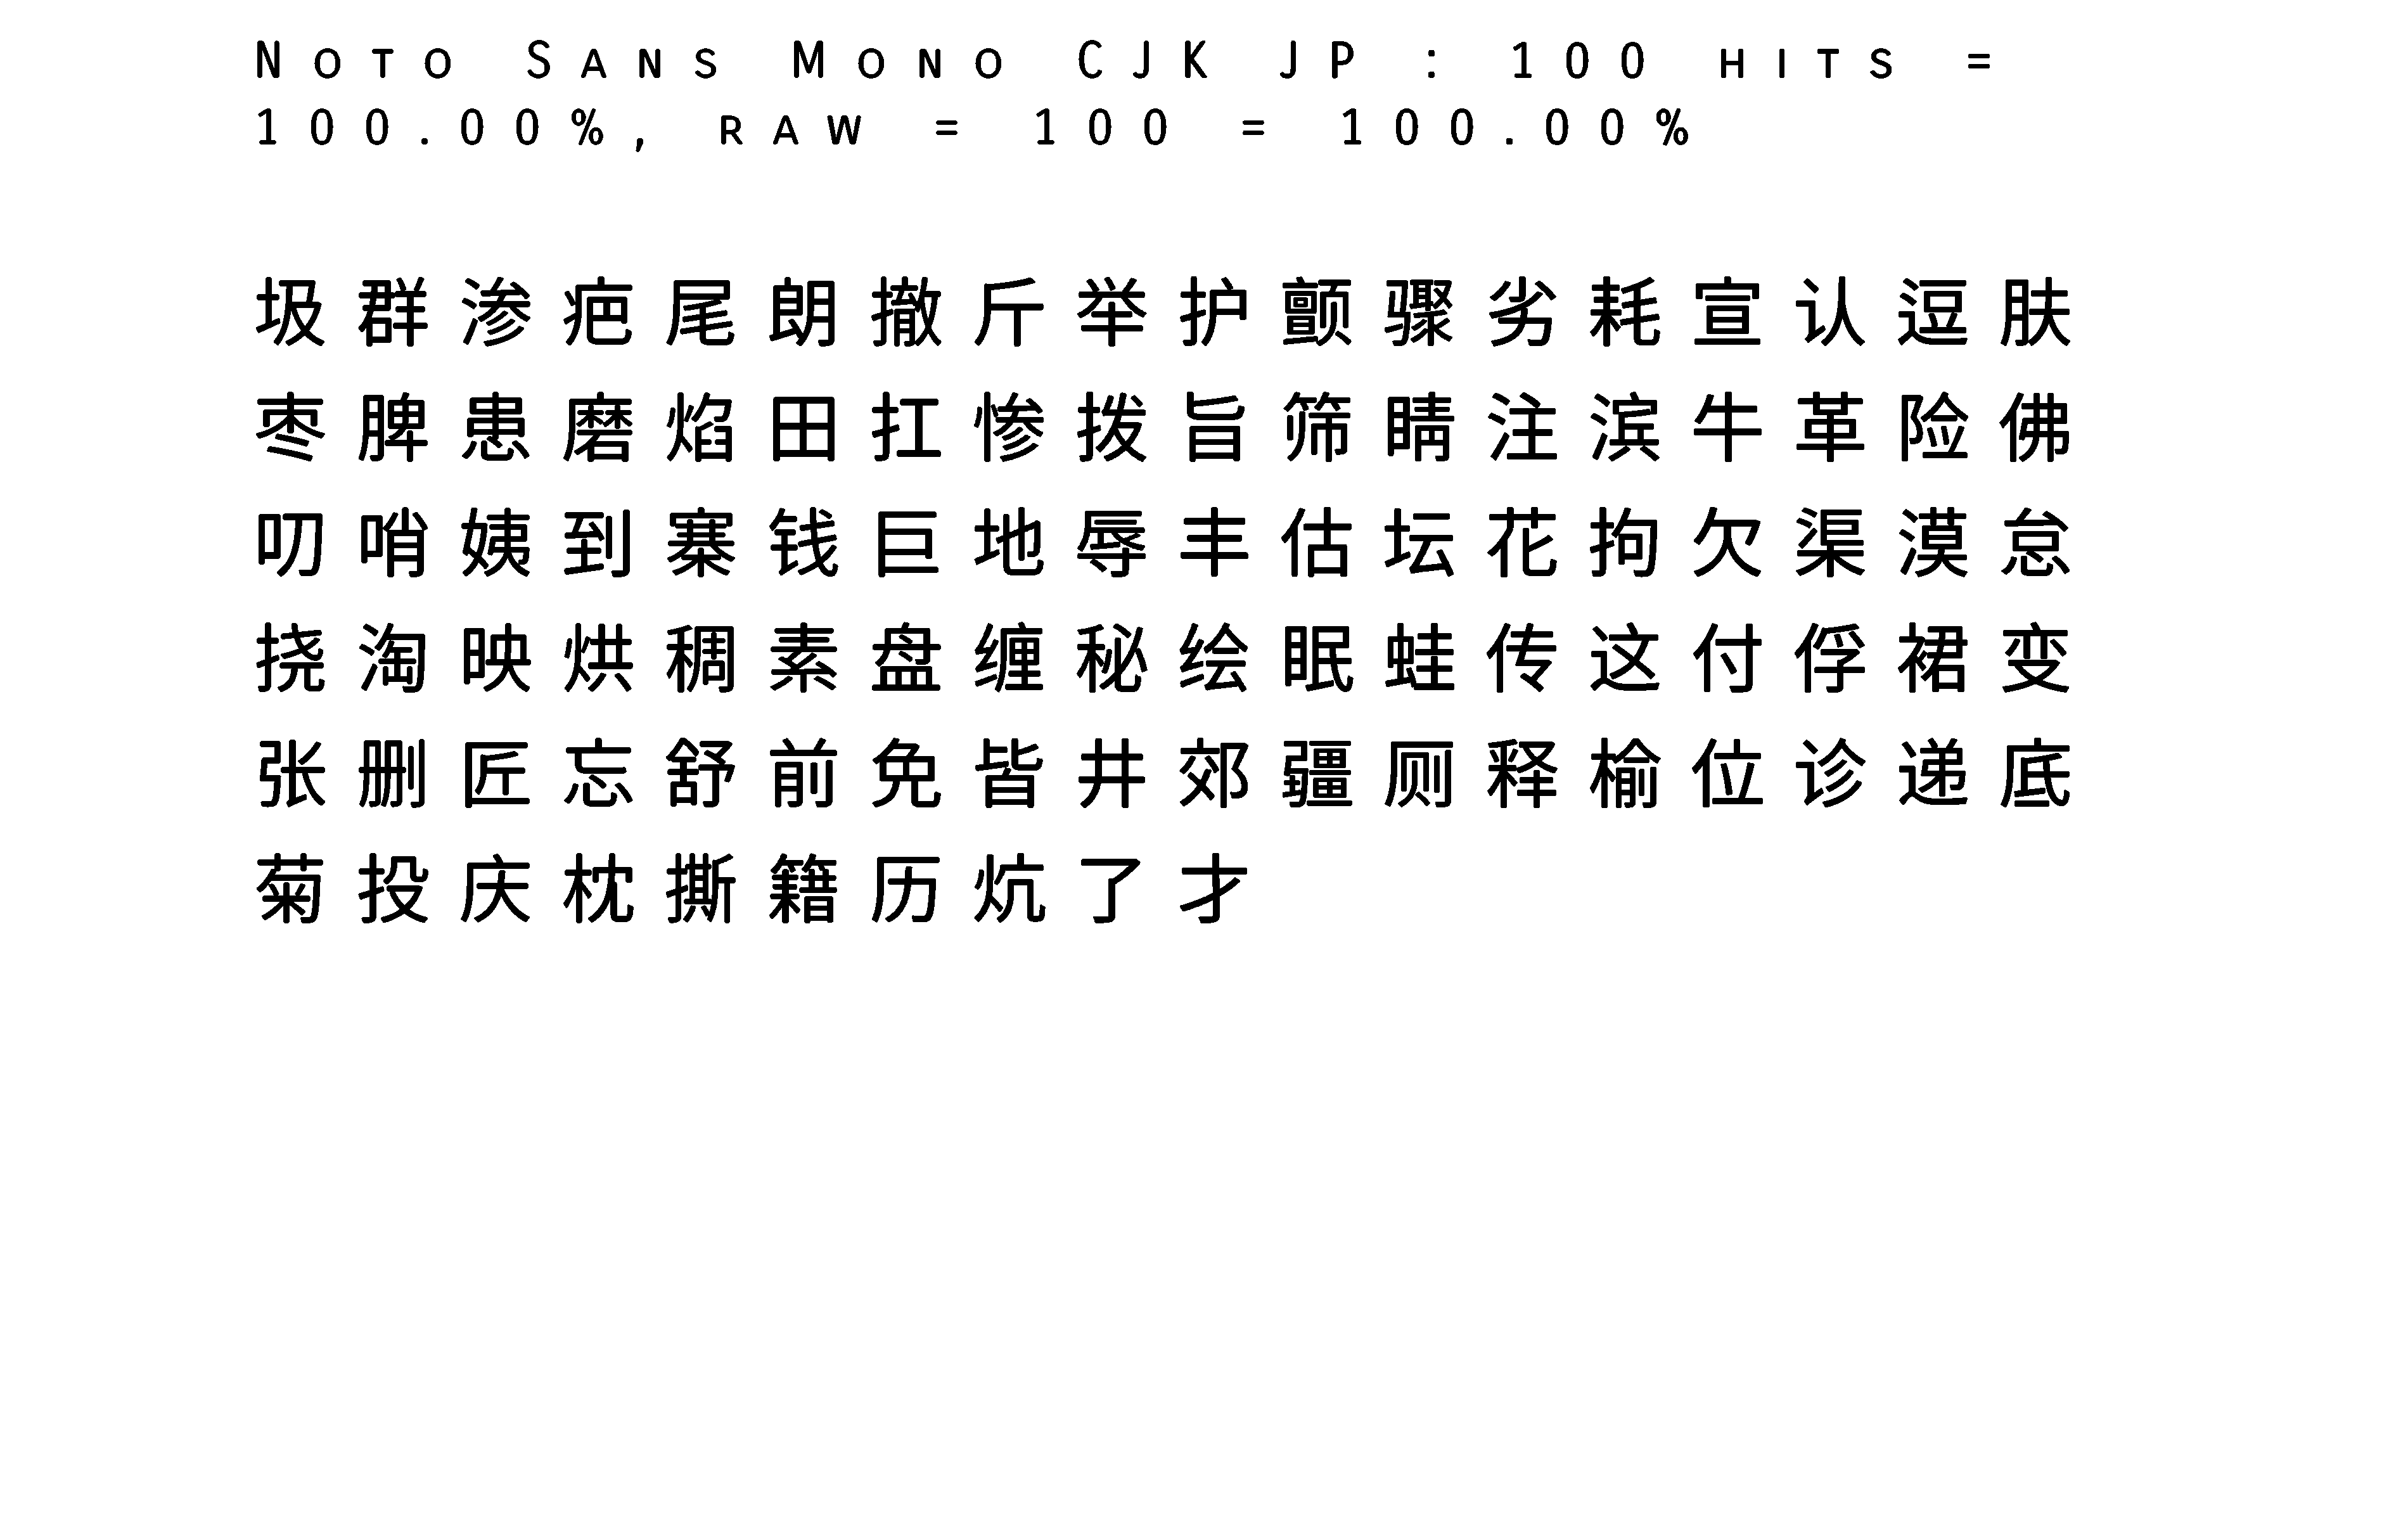 Noto Sans Mono CJK JP : 100 hits =
100.00%, raw = 100 = 100.00%
圾群渗疤尾朗撤斤举护颤骤劣耗宣认逗肤
枣脾患磨焰田扛惨拨旨筛睛注滨牛革险佛
叨哨姨到寨钱巨地辱丰估坛花拘欠渠漠怠
挠淘映烘稠素盘缠秘绘眠蛙传这付俘裙变
张删匠忘舒前免皆井郊疆厕释榆位诊递底
菊投庆枕撕籍历炕了才